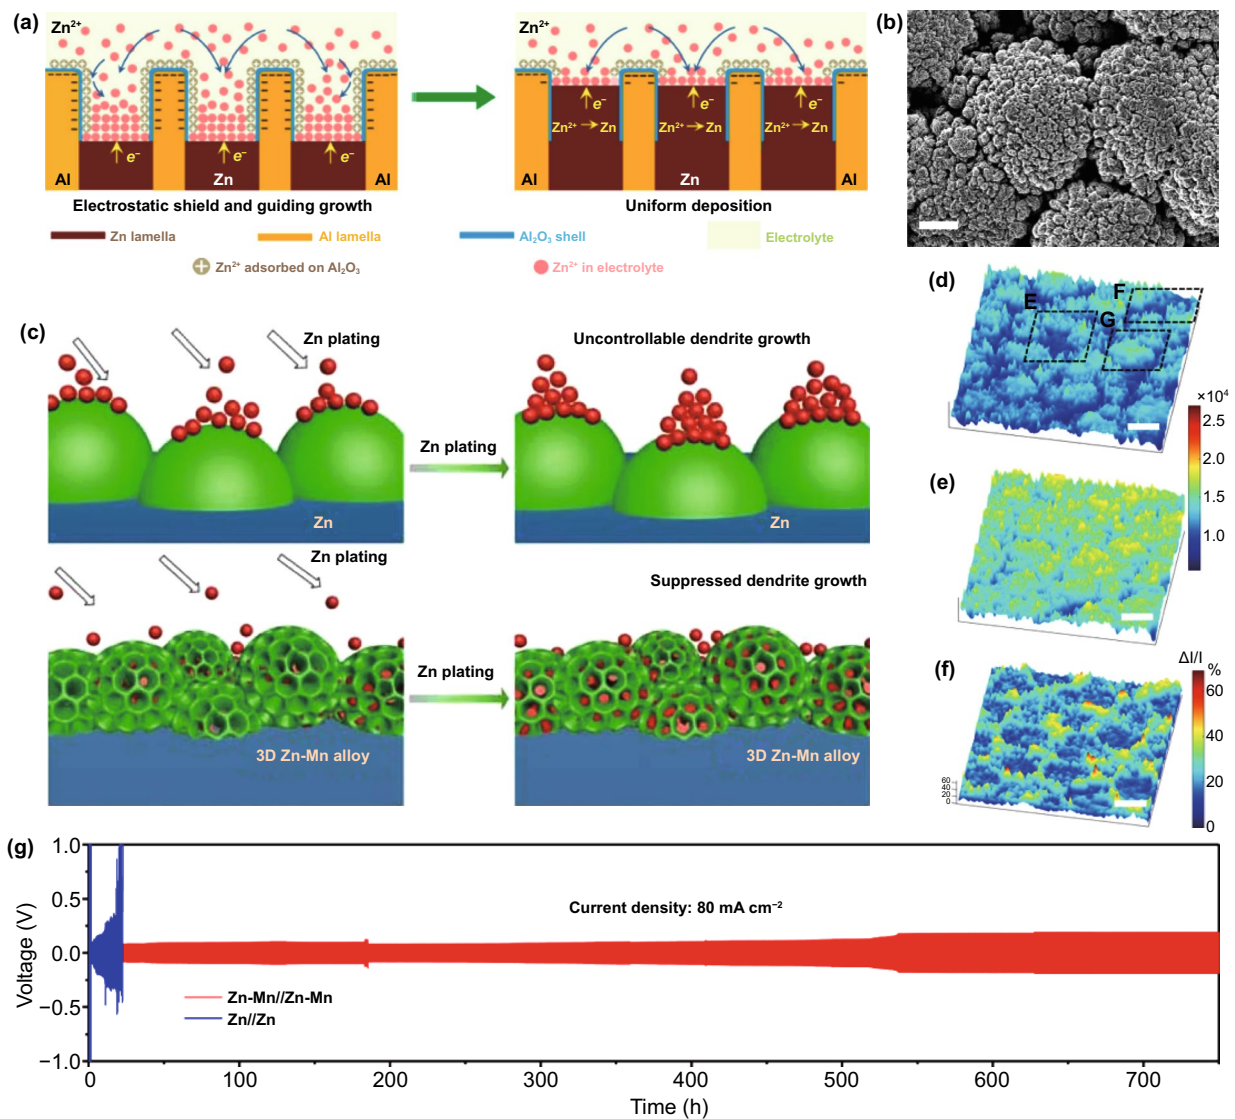 (a)
Zn²⁺
Zn²⁺
e⁻
e⁻
e⁻
Al
Zn
Al
Electrostatic shield and guiding growth
e⁻
e⁻
e⁻
Zn²⁺→Zn
Zn²⁺→Zn
Zn²⁺→Zn
Al
Zn
Al
Uniform deposition
Zn lamella
Al lamella
Al₂O₃ shell
Electrolyte
Zn²⁺ adsorbed on Al₂O₃
Zn²⁺ in electrolyte
(b)
(c)
Zn plating
Uncontrollable dendrite growth
Zn plating
Zn
Zn
Zn plating
Suppressed dendrite growth
Zn plating
3D Zn-Mn alloy
3D Zn-Mn alloy
(d)
E
F
G
×10⁴
2.5
2.0
1.5
1.0
(e)
(f)
ΔI/I
%
60
40
20
0
60
40
20
0
(g)
1.0
0.5
0.0
−0.5
−1.0
Voltage (V)
Current density: 80 mA cm⁻²
Zn-Mn//Zn-Mn
Zn//Zn
0
100
200
300
400
500
600
700
Time (h)